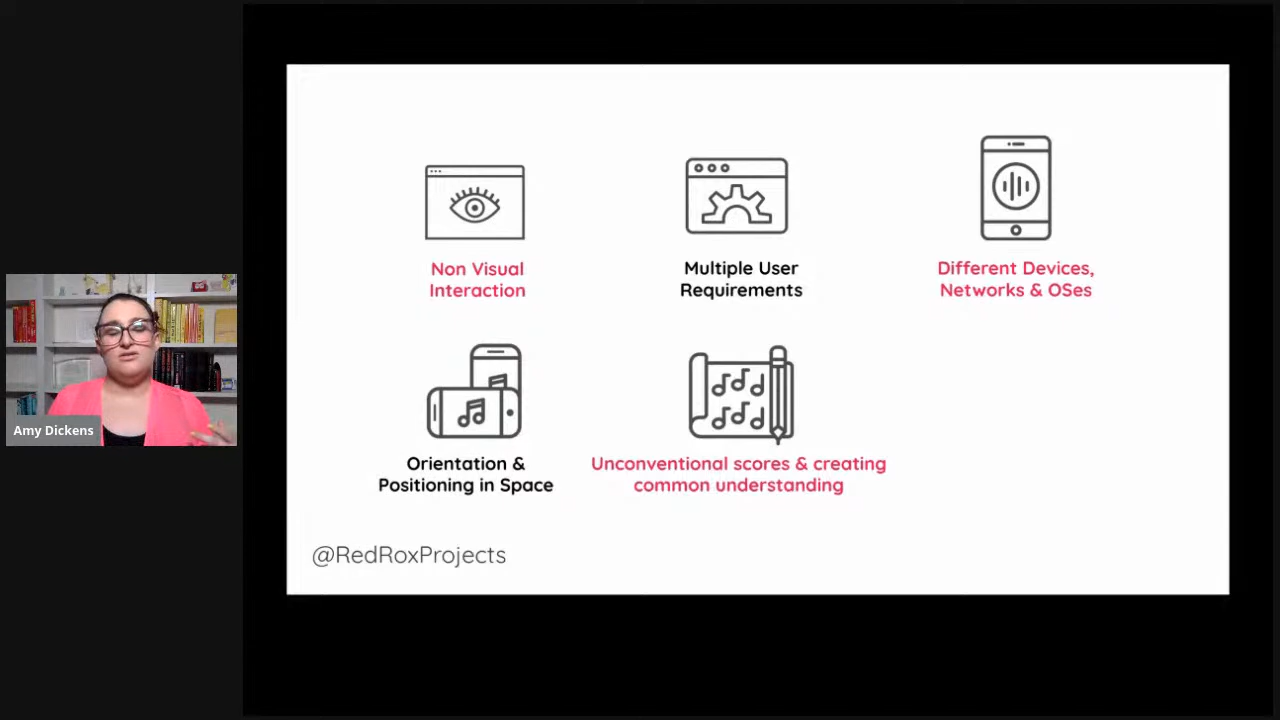 Non Visual
Interaction
Multiple User
Requirements
Different Devices,
Networks & OSes
Orientation &
Positioning in Space
Unconventional scores & creating
common understanding
@RedRoxProjects
Amy Dickens